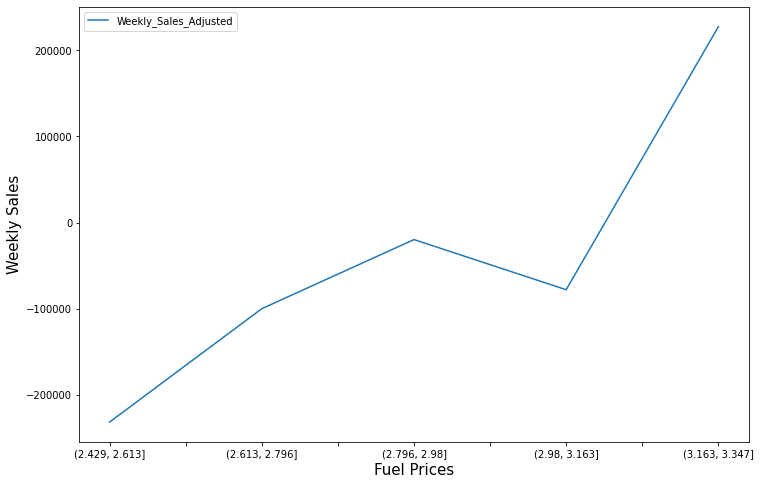 Weekly_Sales_Adjusted
200000
100000
0
−100000
−200000
Weekly Sales
(2.429, 2.613] (2.613, 2.796] (2.796, 2.98] (2.98, 3.163] (3.163, 3.347]
Fuel Prices